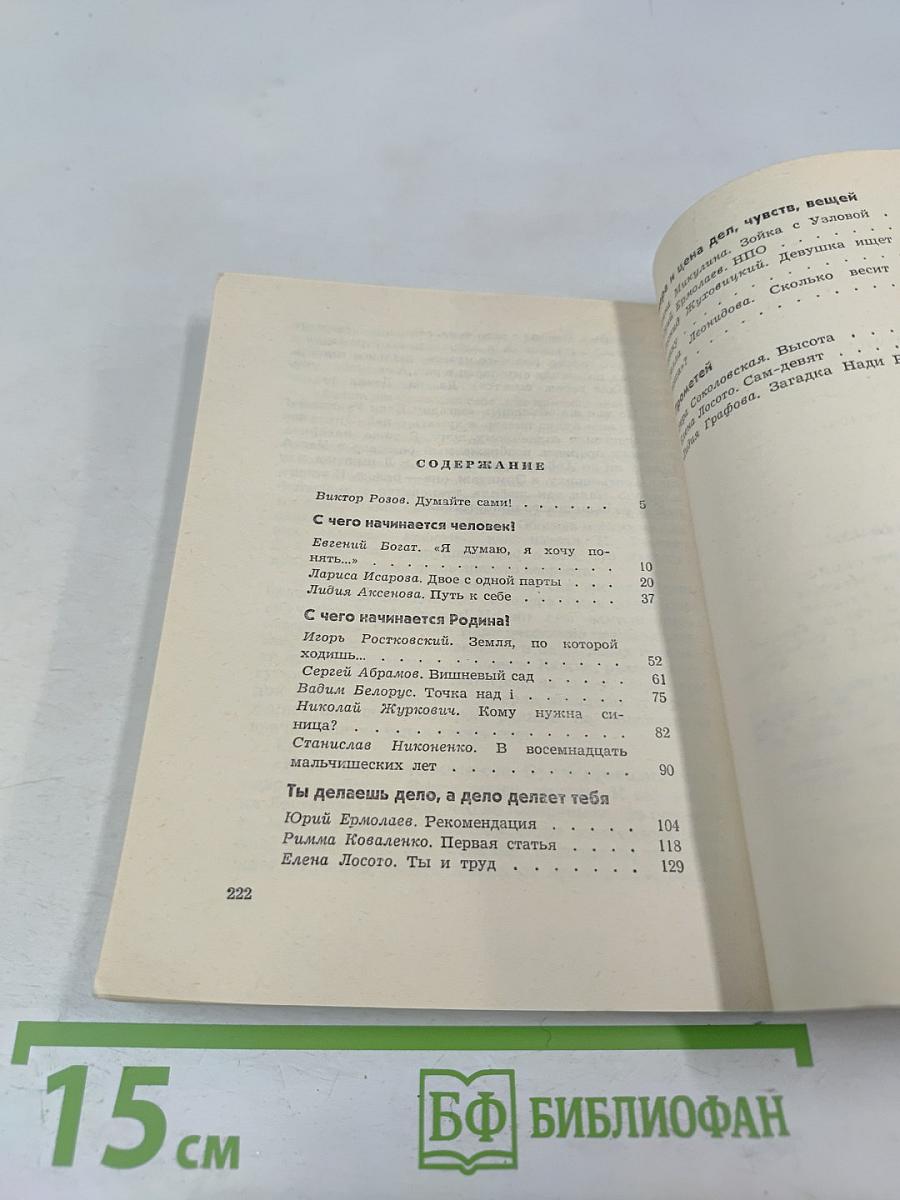 СОДЕРЖАНИЕ
Виктор Розов. Думайте сами! . . . . . . 5
С чего начинается человек?
Евгений Богат. «Я думаю, я хочу по-
нять...» . . . . . . . . . . . . . . 10
Лариса Исарова. Двое с одной парты . . . 20
Лидия Аксенова. Путь к себе . . . . . . 37
С чего начинается Родина?
Игорь Ростковский. Земля, по которой
ходишь... . . . . . . . . . . . . . 52
Сергей Абрамов. Вишневый сад . . . . . 61
Вадим Белорус. Точка над i . . . . . . 75
Николай Журкович. Кому нужна си-
ница? . . . . . . . . . . . . . . . 82
Станислав Никоненко. В восемнадцать
мальчишеских лет . . . . . . . . . . 90
Ты делаешь дело, а дело делает тебя
Юрий Ермолаев. Рекомендация . . . . . 104
Римма Коваленко. Первая статья . . . . 118
Елена Лосото. Ты и труд . . . . . . . 129
222
и цена дел, чувств, вещей
Микулина. Зойка с Узловой .
Ермолаев. НПО . . . . . .
Жуховицкий. Девушка ищет
Леонидова. Сколько весит
Соколовская. Высота . . .
Лосото. Сам-девят . . . .
Графова. Загадка Нади
15 см
БФ БИБЛИОФАН